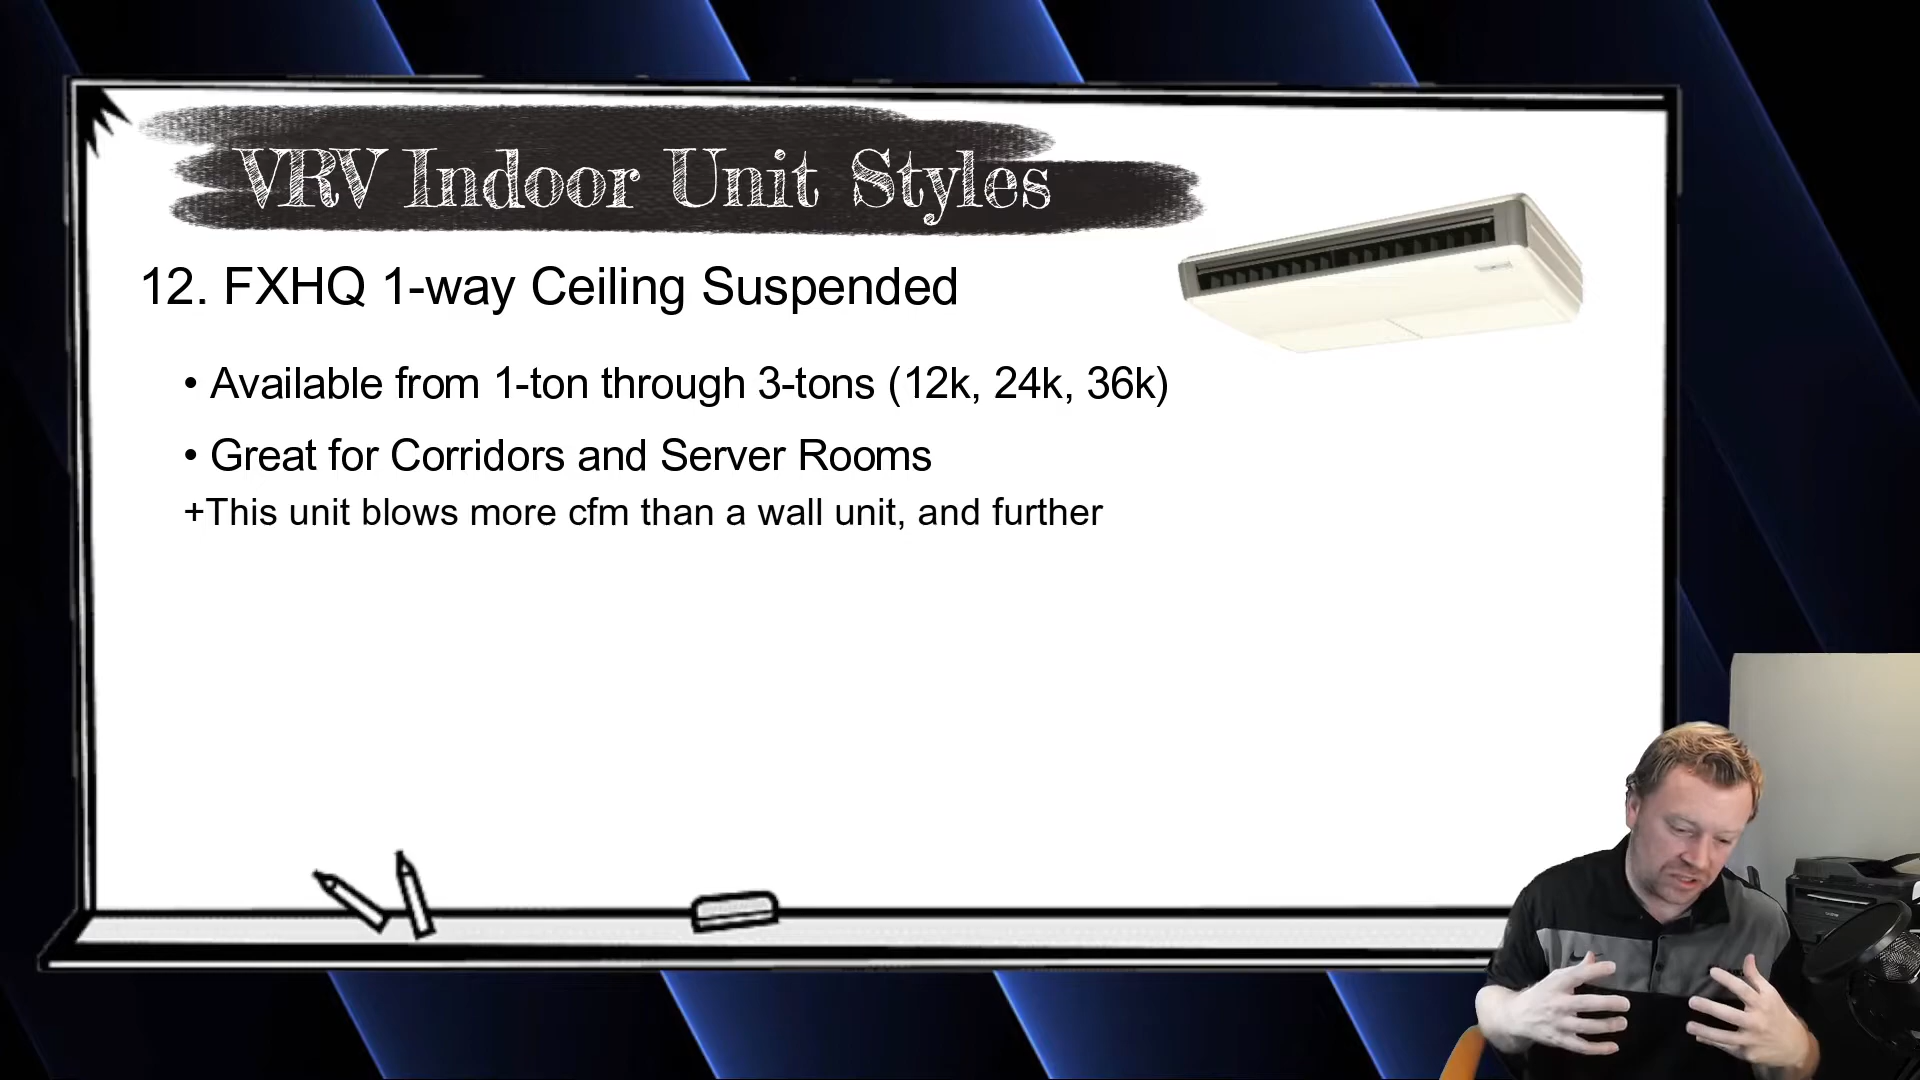 VRV Indoor Unit Styles
12. FXHQ 1-way Ceiling Suspended
• Available from 1-ton through 3-tons (12k, 24k, 36k)
• Great for Corridors and Server Rooms
+This unit blows more cfm than a wall unit, and further